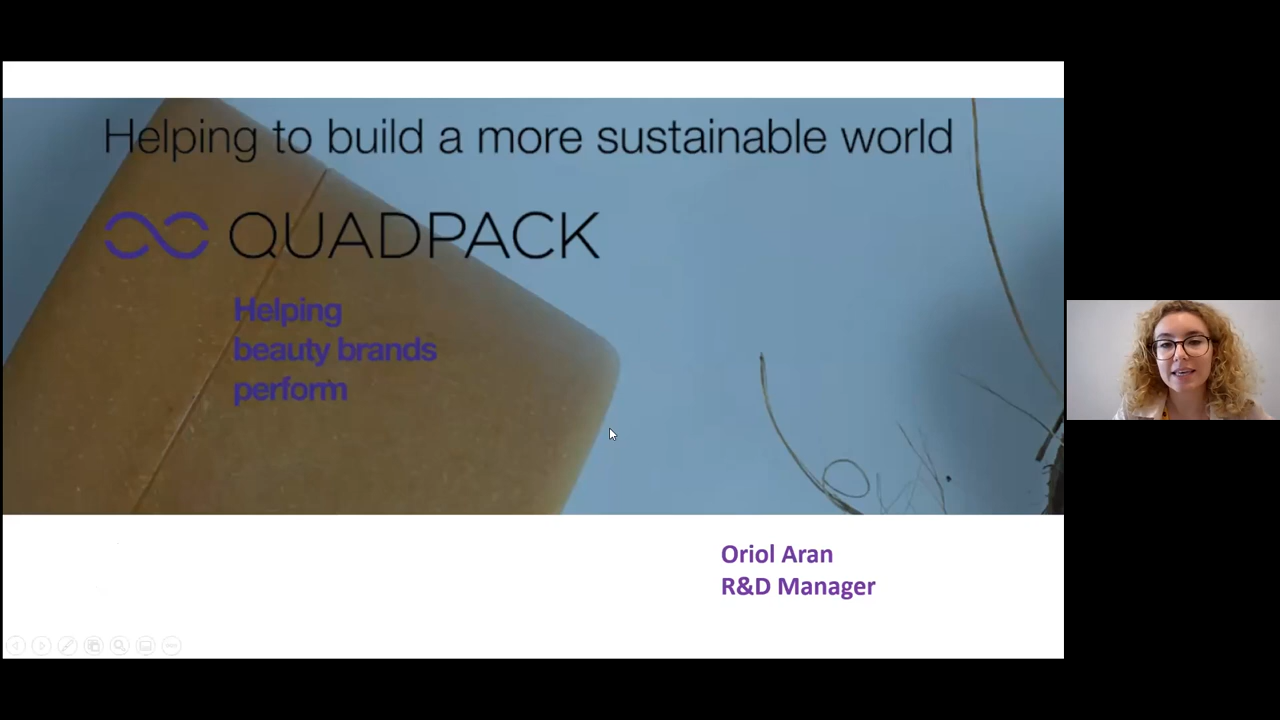 Helping to build a more sustainable world
QUADPACK
Helping
beauty brands
perform
Oriol Aran
R&D Manager